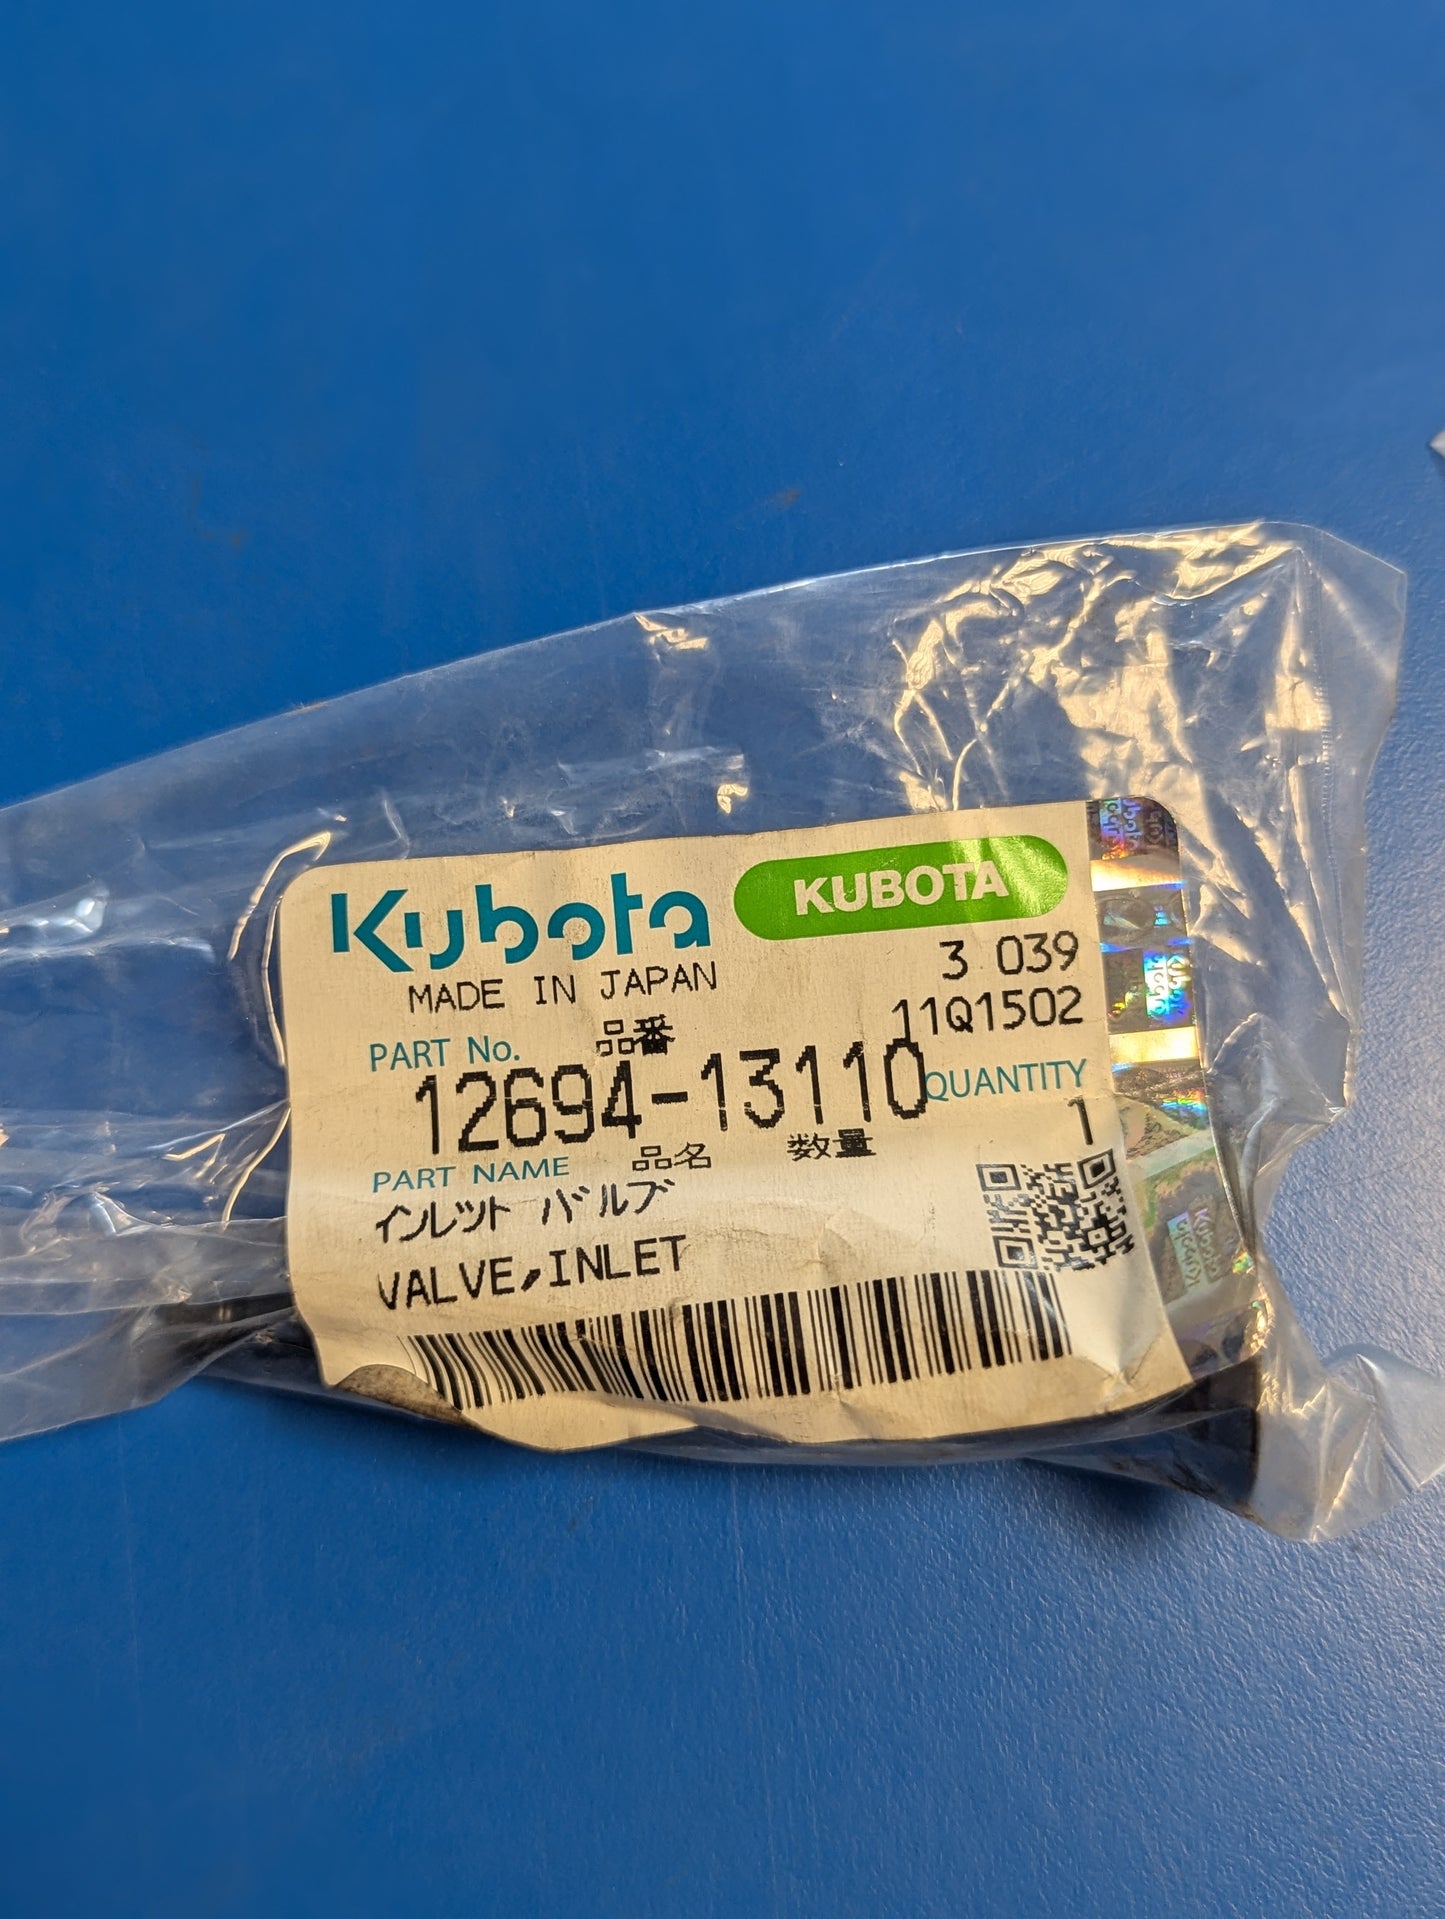 Kubota KUBOTA
MADE IN JAPAN 3 039
11Q1502
PART No. 品番
12694-13110 QUANTITY
1
PART NAME 品名 数量
インレット バルブ
VALVE,INLET